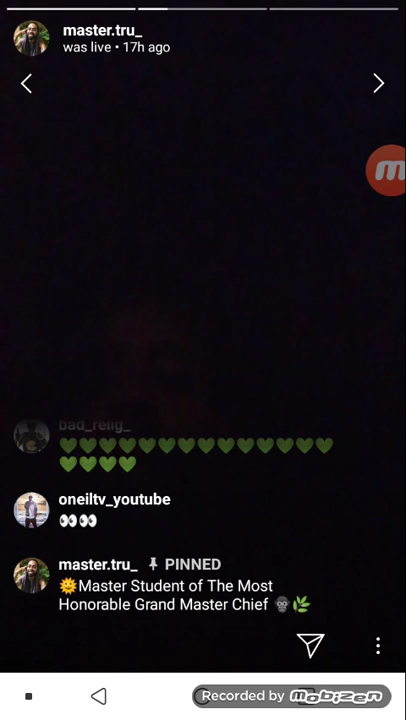 master.tru_
was live • 17h ago
bad_relig_
💚💚💚💚💚💚💚💚💚💚💚💚💚💚
💚💚💚💚
oneiltv_youtube
👀👀
master.tru_ 📌 PINNED
🌞Master Student of The Most
Honorable Grand Master Chief 💀🌿
Recorded by mobizen